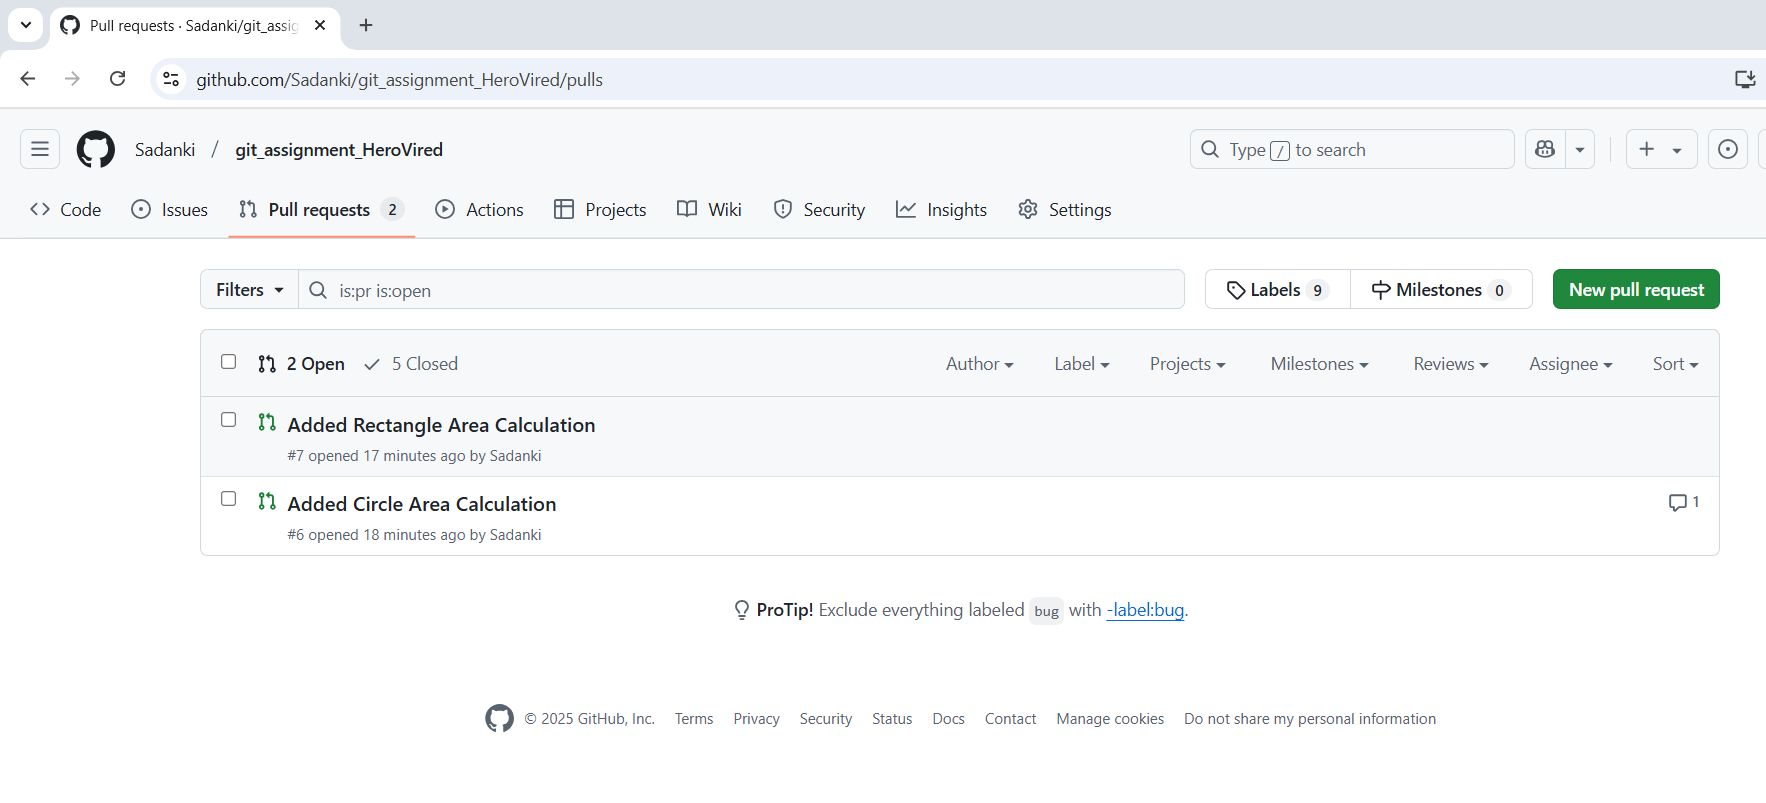 Pull requests · Sadanki/git_assig
github.com/Sadanki/git_assignment_HeroVired/pulls
Sadanki / git_assignment_HeroVired
Type / to search
Code Issues Pull requests 2 Actions Projects Wiki Security Insights Settings
Filters is:pr is:open Labels 9 Milestones 0 New pull request
2 Open 5 Closed Author Label Projects Milestones Reviews Assignee Sort
Added Rectangle Area Calculation
#7 opened 17 minutes ago by Sadanki
Added Circle Area Calculation 1
#6 opened 18 minutes ago by Sadanki
ProTip! Exclude everything labeled bug with -label:bug.
© 2025 GitHub, Inc. Terms Privacy Security Status Docs Contact Manage cookies Do not share my personal information